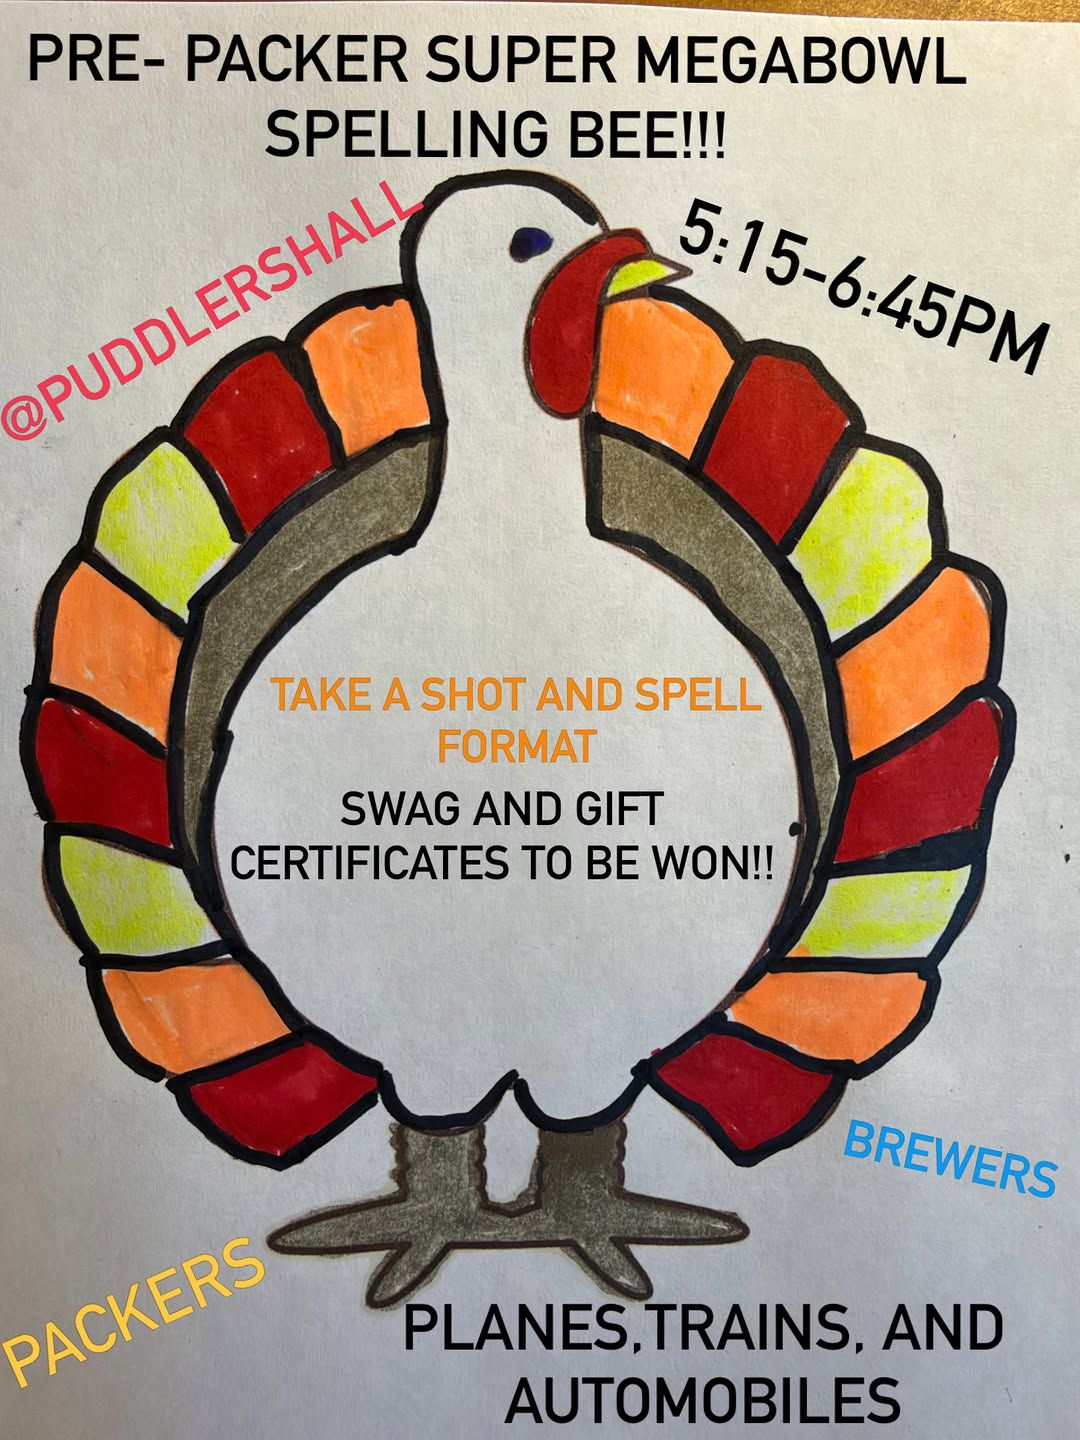 PRE- PACKER SUPER MEGABOWL
SPELLING BEE!!!
@PUDDLERSHALL
5:15-6:45PM
TAKE A SHOT AND SPELL
FORMAT
SWAG AND GIFT
CERTIFICATES TO BE WON!!
BREWERS
PACKERS
PLANES,TRAINS, AND
AUTOMOBILES